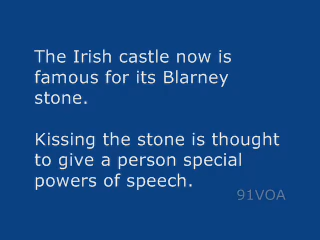 The Irish castle now is
famous for its Blarney
stone.
Kissing the stone is thought
to give a person special
powers of speech.
91VOA